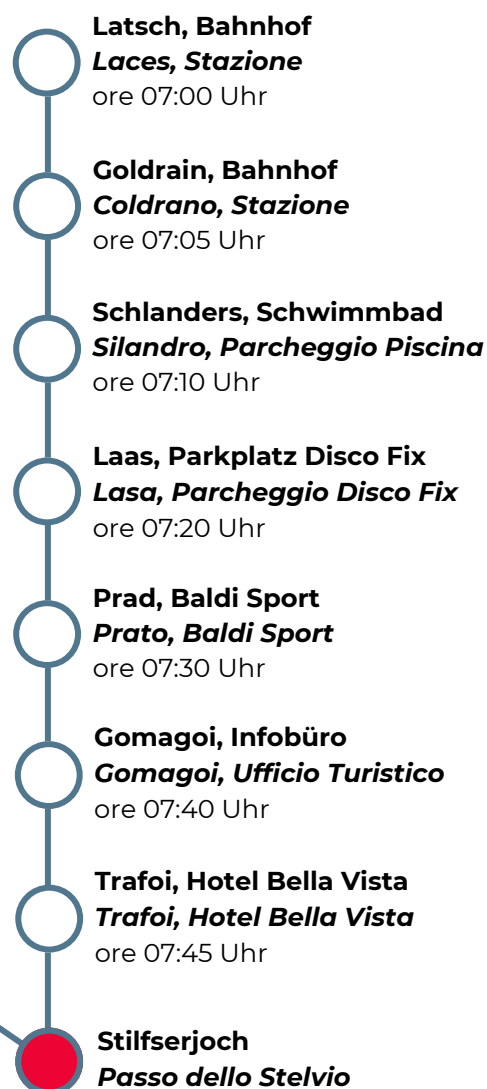 Latsch, Bahnhof
Laces, Stazione
ore 07:00 Uhr
Goldrain, Bahnhof
Coldrano, Stazione
ore 07:05 Uhr
Schlanders, Schwimmbad
Silandro, Parcheggio Piscina
ore 07:10 Uhr
Laas, Parkplatz Disco Fix
Lasa, Parcheggio Disco Fix
ore 07:20 Uhr
Prad, Baldi Sport
Prato, Baldi Sport
ore 07:30 Uhr
Gomagoi, Infobüro
Gomagoi, Ufficio Turistico
ore 07:40 Uhr
Trafoi, Hotel Bella Vista
Trafoi, Hotel Bella Vista
ore 07:45 Uhr
Stilfserjoch
Passo dello Stelvio